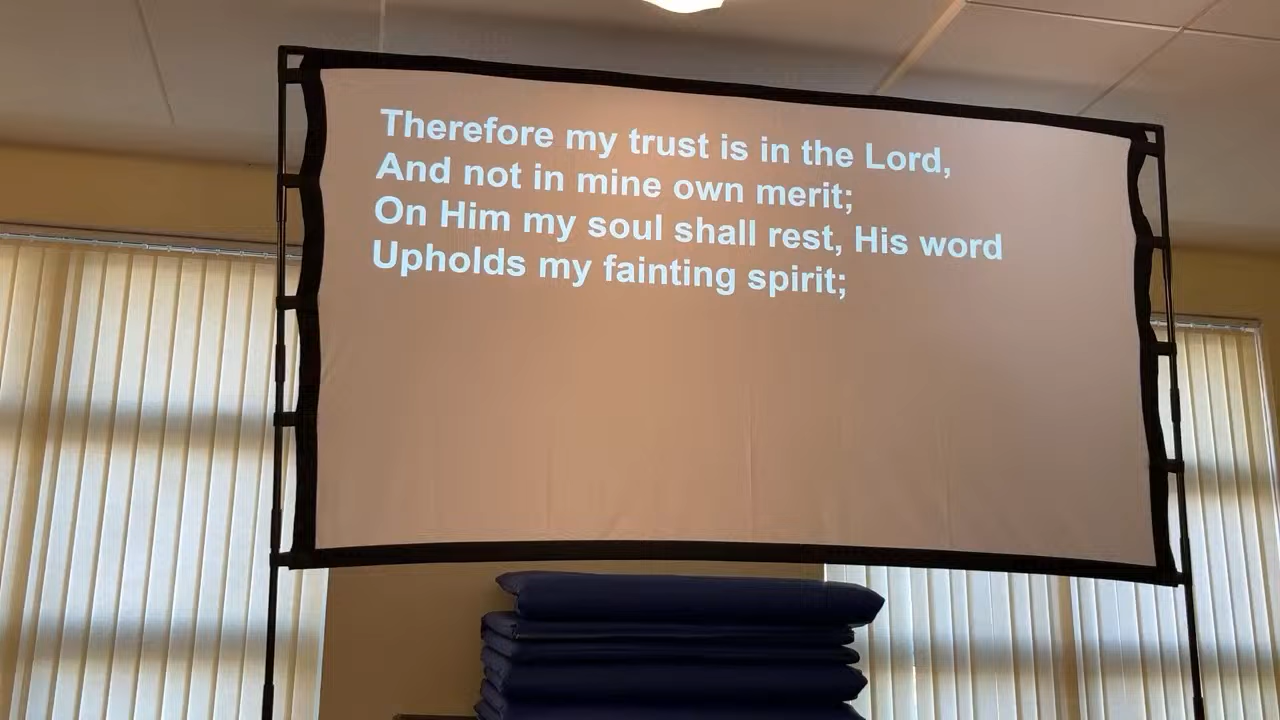 Therefore my trust is in the Lord,
And not in mine own merit;
On Him my soul shall rest, His word
Upholds my fainting spirit;